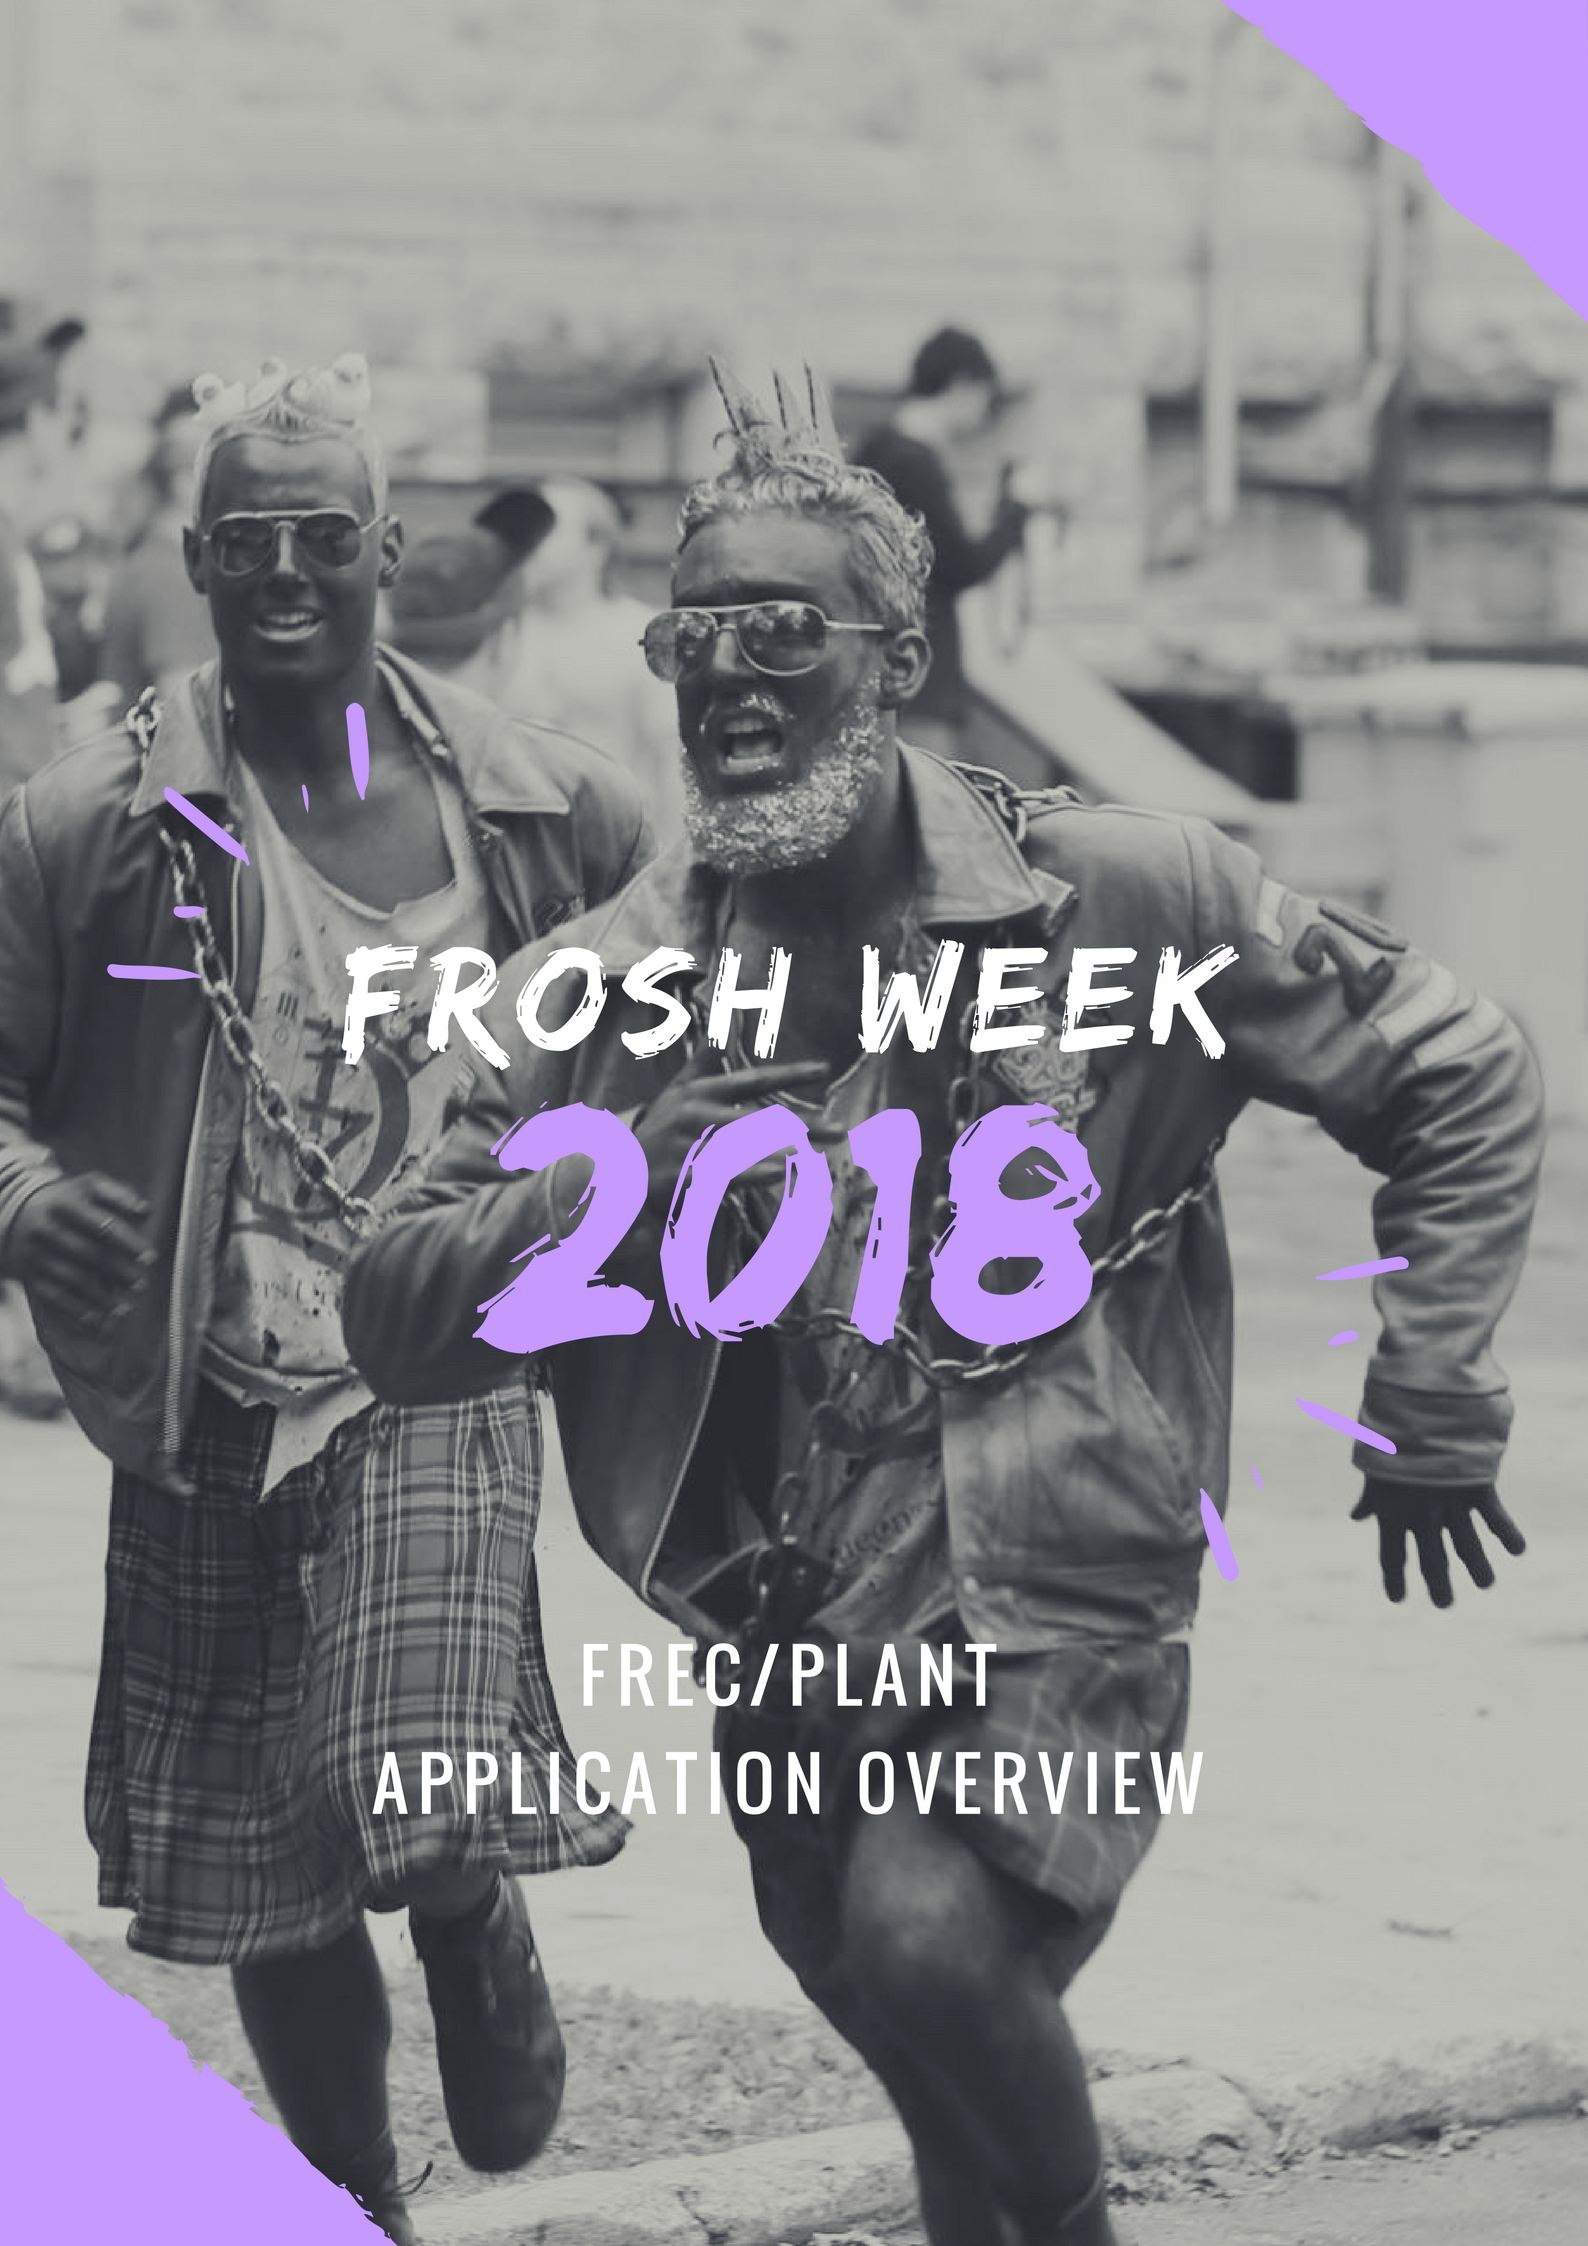 FROSH WEEK
2018
FREC/PLANT
APPLICATION OVERVIEW